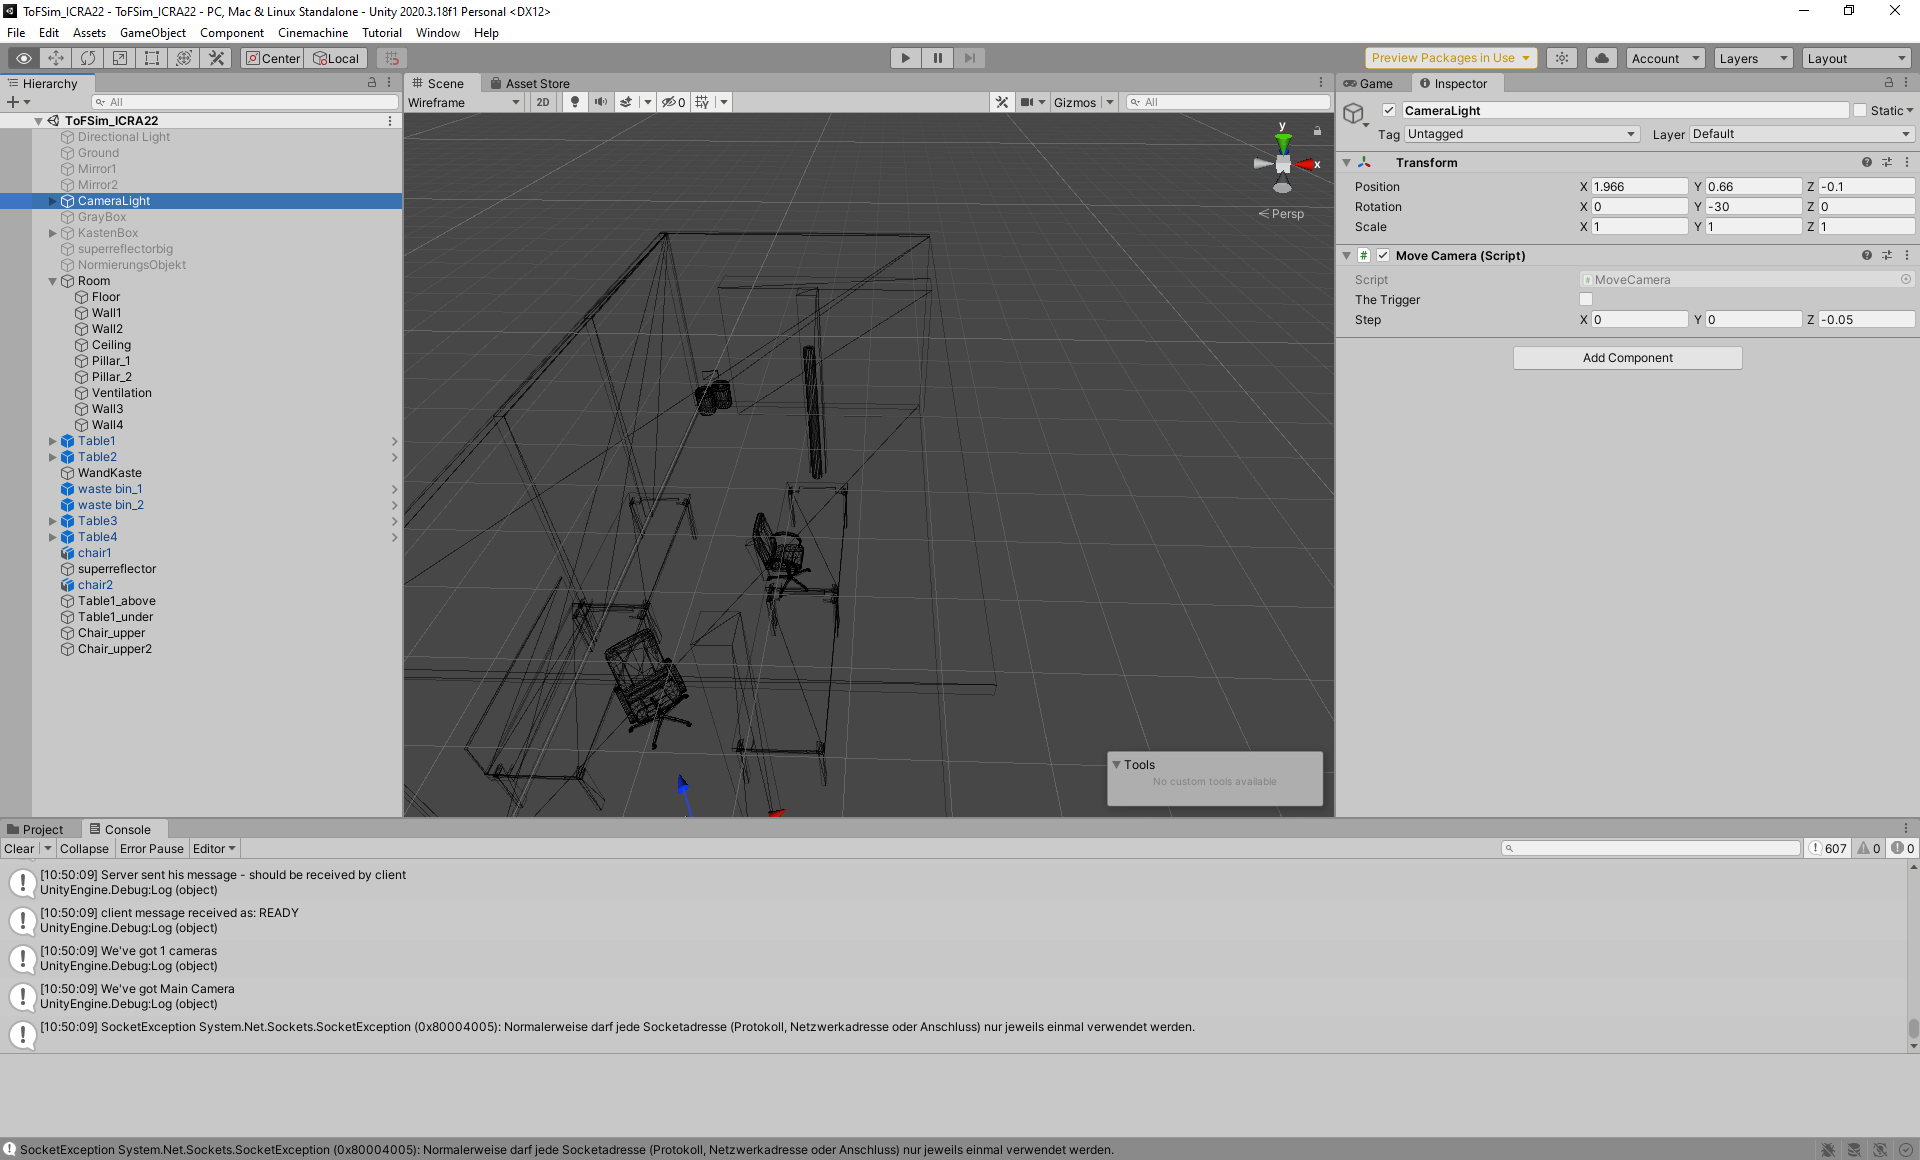 ToFSim_ICRA22 - ToFSim_ICRA22 - PC, Mac & Linux Standalone - Unity 2020.3.18f1 Personal <DX12>
File Edit Assets GameObject Component Cinemachine Tutorial Window Help
Center Local Preview Packages in Use Account Layers Layout
Hierarchy
All
ToFSim_ICRA22
Directional Light
Ground
Mirror1
Mirror2
CameraLight
GrayBox
KastenBox
superreflectorbig
NormierungsObjekt
Room
Floor
Wall1
Wall2
Ceiling
Pillar_1
Pillar_2
Ventilation
Wall3
Wall4
Table1
Table2
WandKaste
waste bin_1
waste bin_2
Table3
Table4
chair1
superreflector
chair2
Table1_above
Table1_under
Chair_upper
Chair_upper2
Scene Asset Store
Wireframe 2D 0 Gizmos All
y
x
Persp
Tools
No custom tools available
Game Inspector
CameraLight Static
Tag Untagged Layer Default
Transform
Position X 1.966 Y 0.66 Z -0.1
Rotation X 0 Y -30 Z 0
Scale X 1 Y 1 Z 1
# Move Camera (Script)
Script MoveCamera
The Trigger
Step X 0 Y 0 Z -0.05
Add Component
Project Console
Clear Collapse Error Pause Editor 607 0 0
[10:50:09] Server sent his message - should be received by client
UnityEngine.Debug:Log (object)
[10:50:09] client message received as: READY
UnityEngine.Debug:Log (object)
[10:50:09] We've got 1 cameras
UnityEngine.Debug:Log (object)
[10:50:09] We've got Main Camera
UnityEngine.Debug:Log (object)
[10:50:09] SocketException System.Net.Sockets.SocketException (0x80004005): Normalerweise darf jede Socketadresse (Protokoll, Netzwerkadresse oder Anschluss) nur jeweils einmal verwendet werden.
SocketException System.Net.Sockets.SocketException (0x80004005): Normalerweise darf jede Socketadresse (Protokoll, Netzwerkadresse oder Anschluss) nur jeweils einmal verwendet werden.